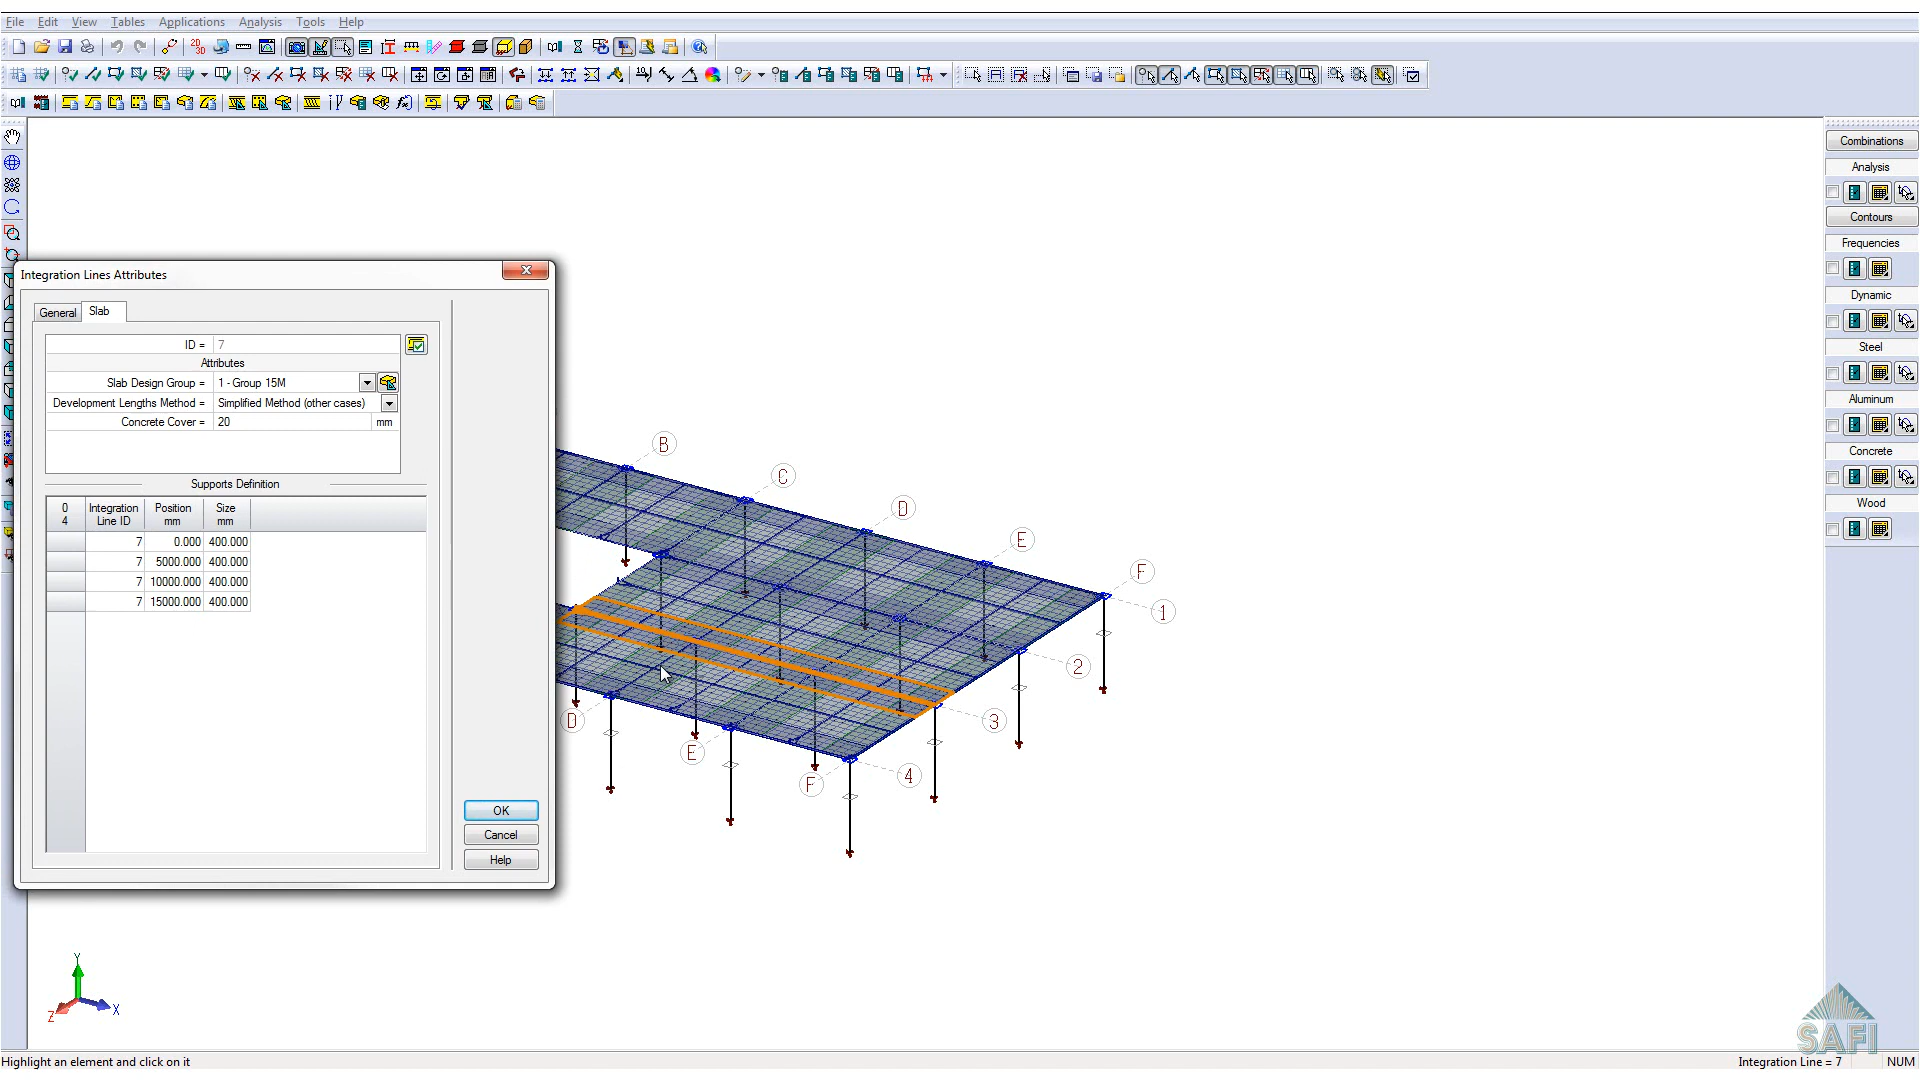 File Edit View Tables Applications Analysis Tools Help
Combinations
Analysis
Contours
Frequencies
Dynamic
Steel
Aluminum
Concrete
Wood
Integration Lines Attributes
General Slab
ID = 7
Attributes
Slab Design Group = 1 - Group 15M
Development Lengths Method = Simplified Method (other cases)
Concrete Cover = 20 mm
Supports Definition
0 Integration Position Size
4 Line ID mm mm
7 0.000 400.000
7 5000.000 400.000
7 10000.000 400.000
7 15000.000 400.000
OK
Cancel
Help
B
C
D
E
F
1
2
3
4
D
E
F
Y
X
Z
SAFI
Highlight an element and click on it
Integration Line = 7 NUM